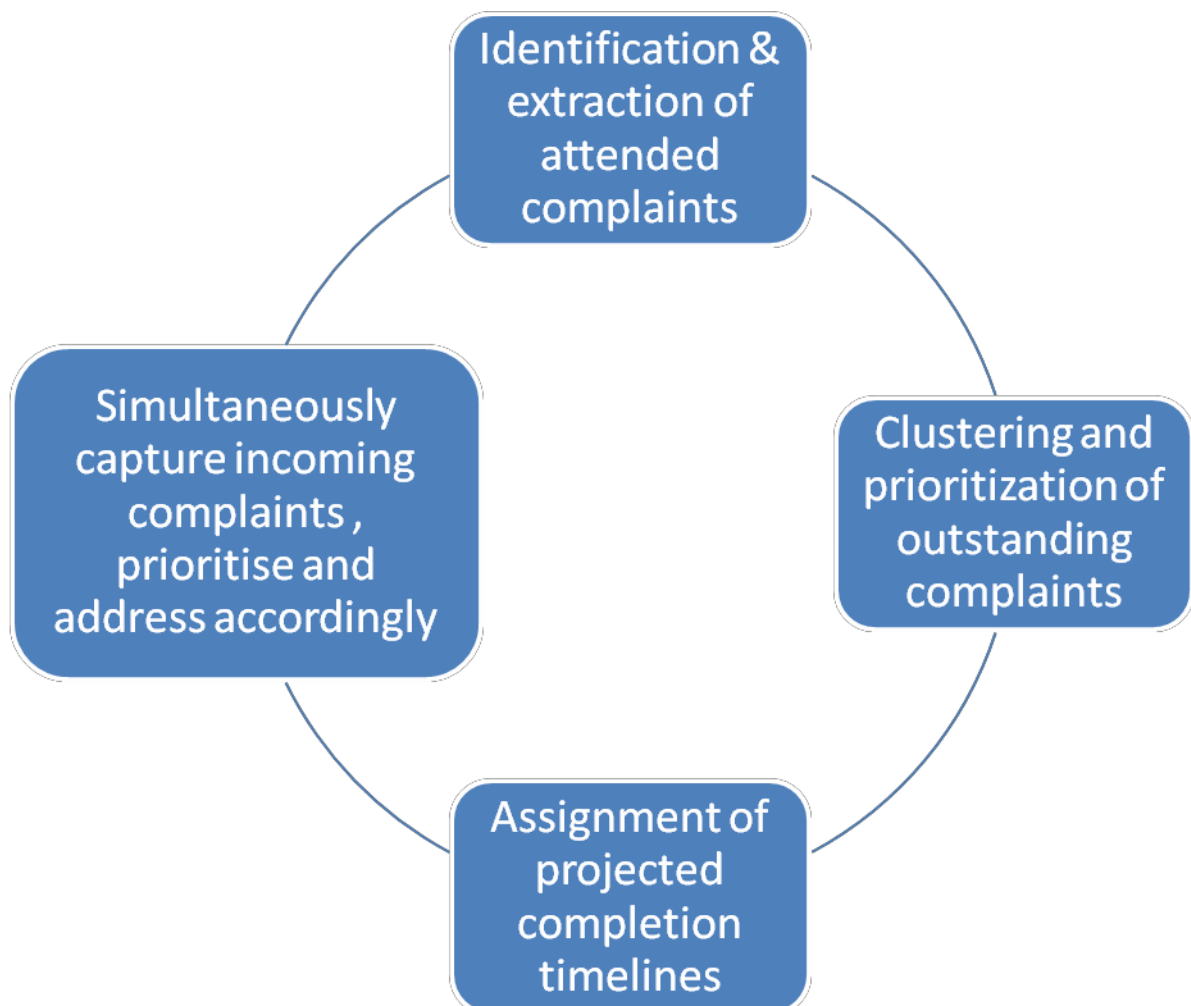 Identification &
extraction of
attended
complaints
Clustering and
prioritization of
outstanding
complaints
Assignment of
projected
completion
timelines
Simultaneously
capture incoming
complaints ,
prioritise and
address accordingly